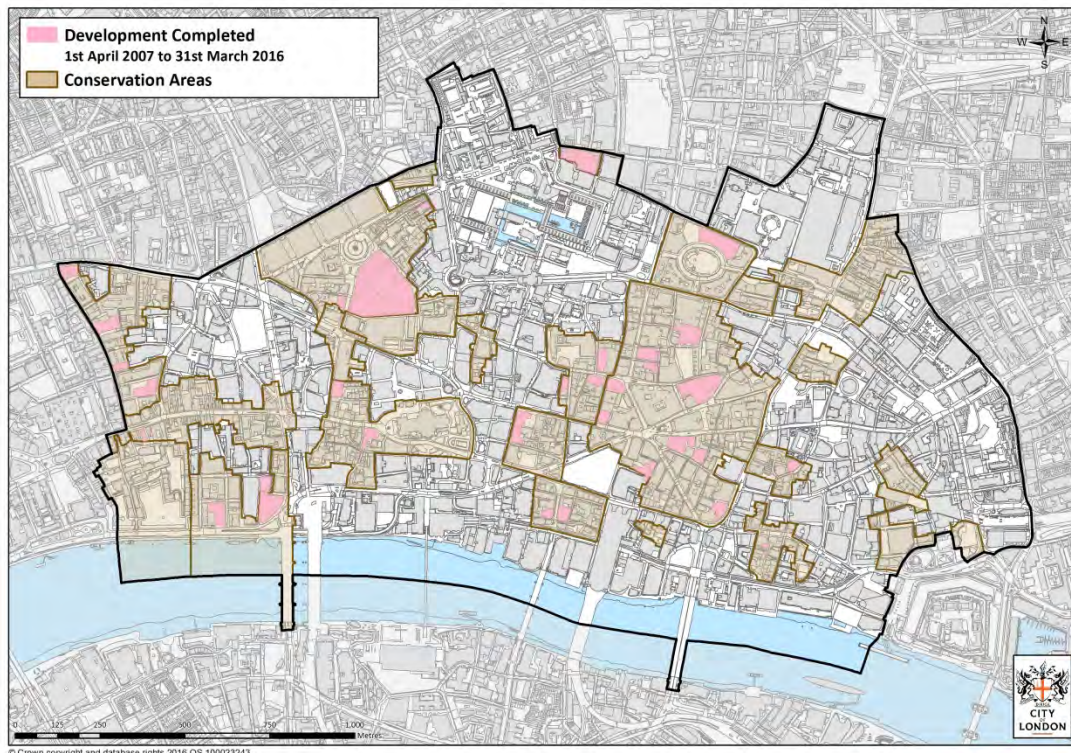 Development Completed
1st April 2007 to 31st March 2016
Conservation Areas
N
W E
S
0 125 250 500 750 1,000
Metres
CITY
OF
LONDON
© Crown copyright and database rights 2016 OS 100023243